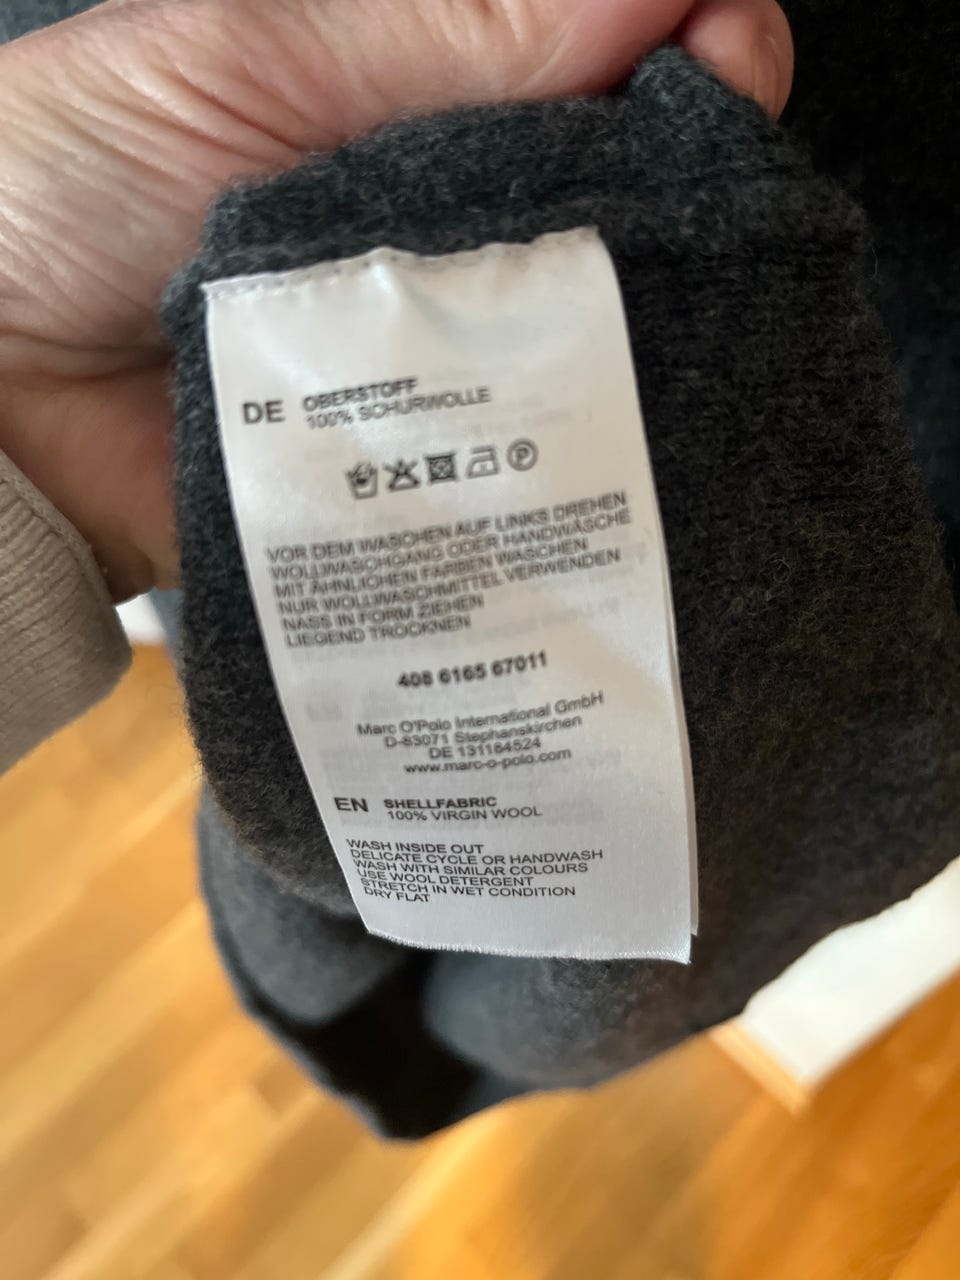 DE OBERSTOFF
100% SCHURWOLLE
P
VOR DEM WASCHEN AUF LINKS DREHEN
WOLLWASCHGANG ODER HANDWÄSCHE
MIT ÄHNLICHEN FARBEN WASCHEN
NUR WOLLWASCHMITTEL VERWENDEN
NASS IN FORM ZIEHEN
LIEGEND TROCKNEN
408 6165 67011
Marc O'Polo International GmbH
D-83071 Stephanskirchen
DE 131184524
www.marc-o-polo.com
EN SHELLFABRIC
100% VIRGIN WOOL
WASH INSIDE OUT
DELICATE CYCLE OR HANDWASH
WASH WITH SIMILAR COLOURS
USE WOOL DETERGENT
STRETCH IN WET CONDITION
DRY FLAT